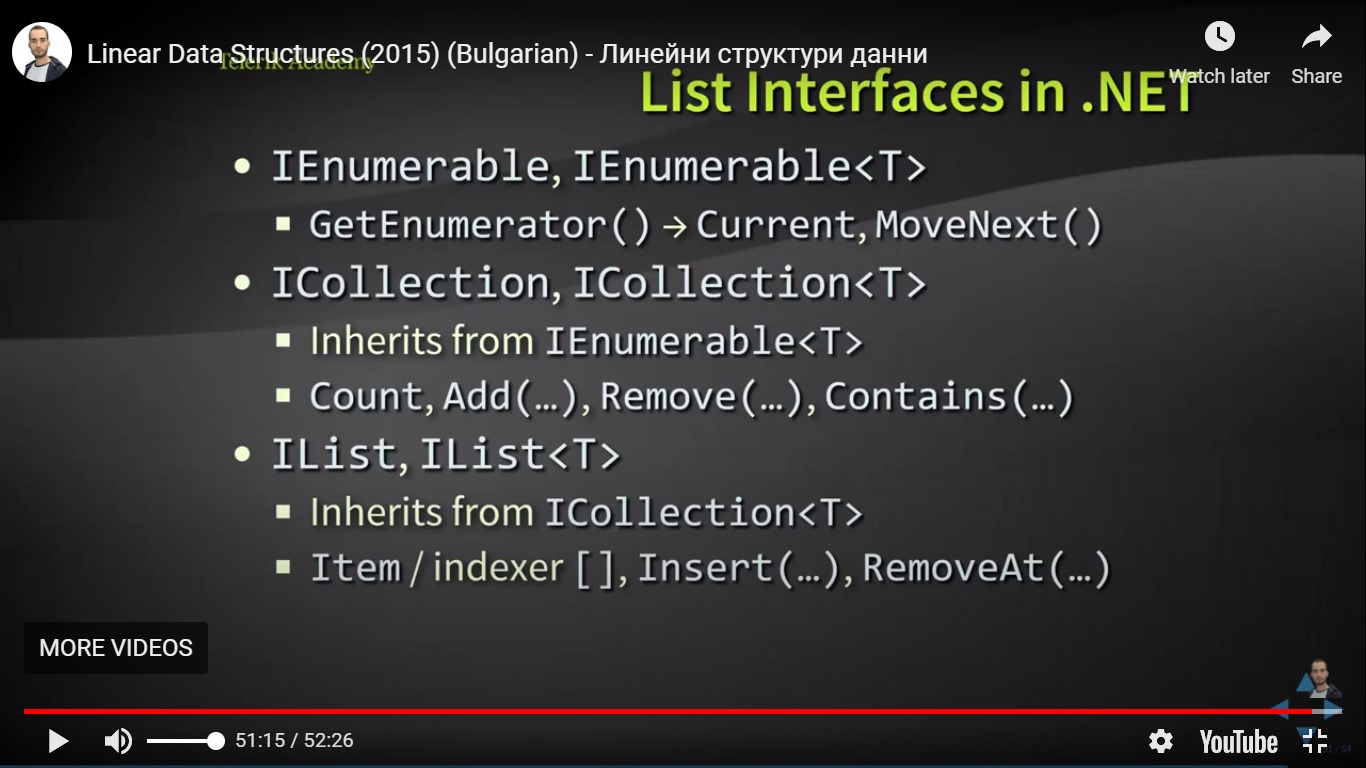 Linear Data Structures (2015) (Bulgarian) - Линейни структури данни
Telerik Academy
Watch later
Share
List Interfaces in .NET
• IEnumerable, IEnumerable<T>
▪ GetEnumerator() → Current, MoveNext()
• ICollection, ICollection<T>
▪ Inherits from IEnumerable<T>
▪ Count, Add(…), Remove(…), Contains(…)
• IList, IList<T>
▪ Inherits from ICollection<T>
▪ Item / indexer [], Insert(…), RemoveAt(…)
MORE VIDEOS
51:15 / 52:26
YouTube